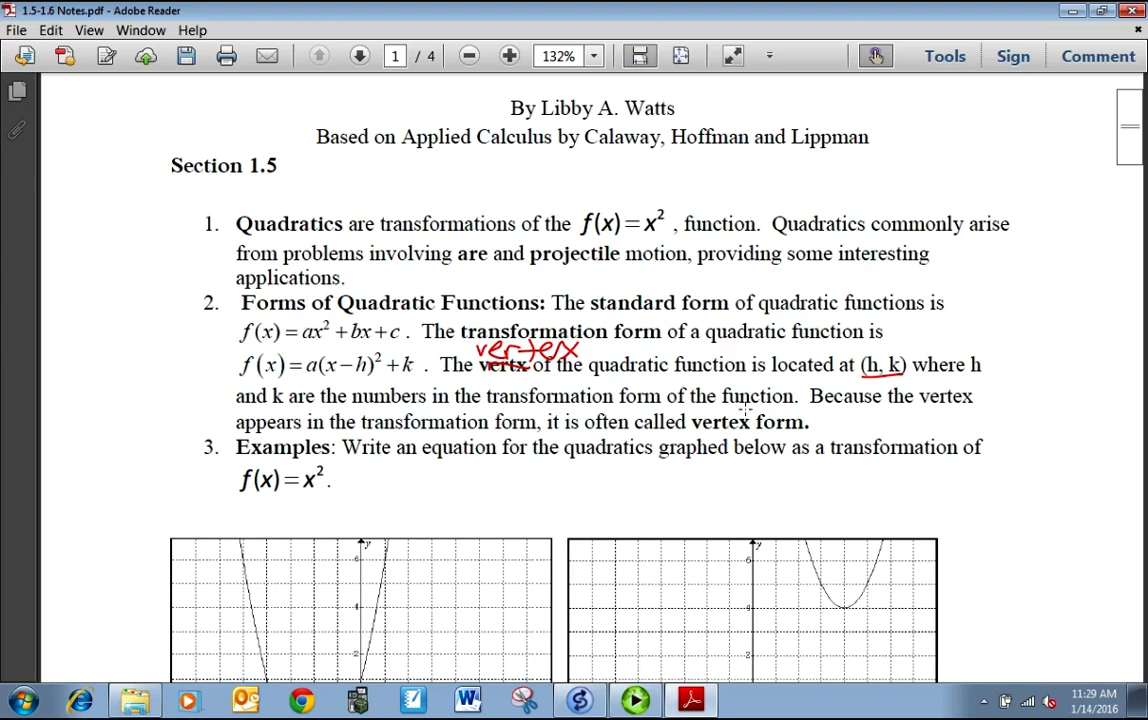 1.5-1.6 Notes.pdf - Adobe Reader
File Edit View Window Help
1 / 4 132% Tools Sign Comment
By Libby A. Watts
Based on Applied Calculus by Calaway, Hoffman and Lippman
Section 1.5
1. Quadratics are transformations of the f(x) = x² , function. Quadratics commonly arise
from problems involving are and projectile motion, providing some interesting
applications.
2. Forms of Quadratic Functions: The standard form of quadratic functions is
f(x) = ax² + bx + c . The transformation form of a quadratic function is
vertex
f(x) = a(x − h)² + k . The vertx of the quadratic function is located at (h, k) where h
and k are the numbers in the transformation form of the function. Because the vertex
appears in the transformation form, it is often called vertex form.
3. Examples: Write an equation for the quadratics graphed below as a transformation of
f(x) = x².
y y
6 6
4 4
2 2
11:29 AM
1/14/2016